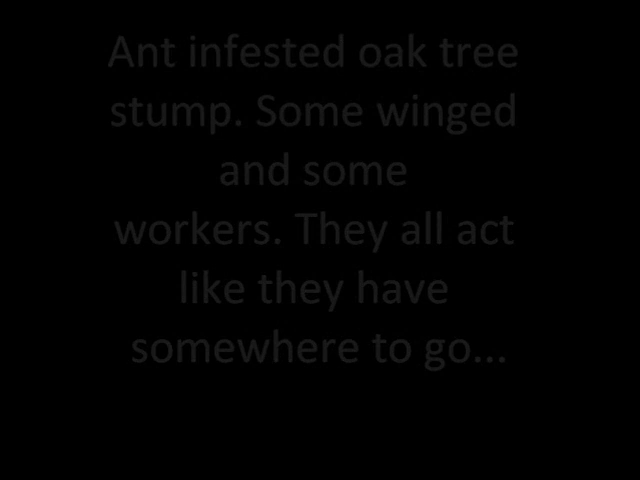 Ant infested oak tree
stump. Some winged
and some
workers. They all act
like they have
somewhere to go...